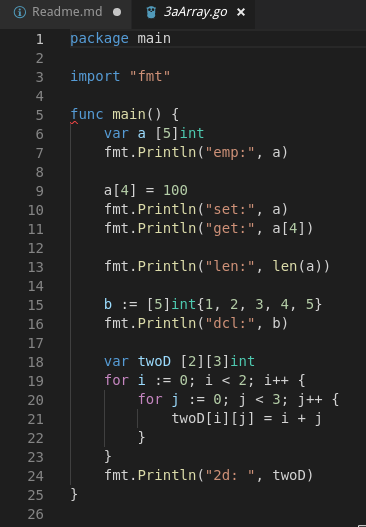 Readme.md 3aArray.go
1 package main
2
3 import "fmt"
4
5 func main() {
6 var a [5]int
7 fmt.Println("emp:", a)
8
9 a[4] = 100
10 fmt.Println("set:", a)
11 fmt.Println("get:", a[4])
12
13 fmt.Println("len:", len(a))
14
15 b := [5]int{1, 2, 3, 4, 5}
16 fmt.Println("dcl:", b)
17
18 var twoD [2][3]int
19 for i := 0; i < 2; i++ {
20 for j := 0; j < 3; j++ {
21 twoD[i][j] = i + j
22 }
23 }
24 fmt.Println("2d: ", twoD)
25 }
26